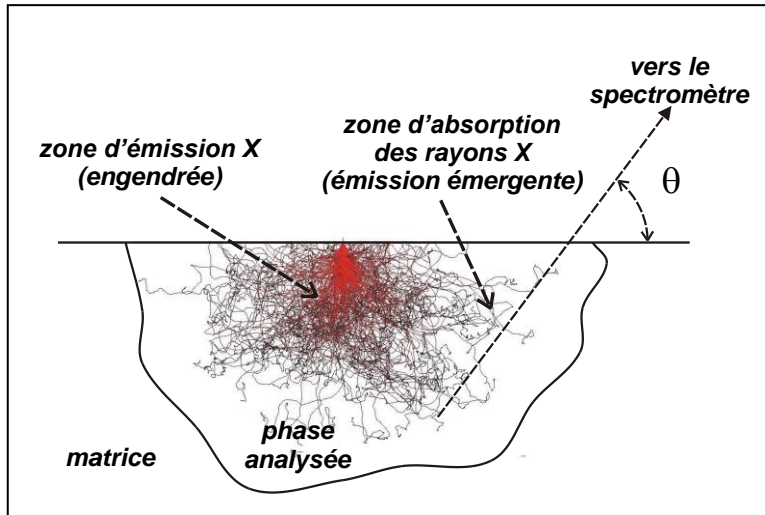 vers le
spectromètre
zone d'absorption
des rayons X
(émission émergente)
zone d'émission X
(engendrée)
θ
phase
analysée
matrice